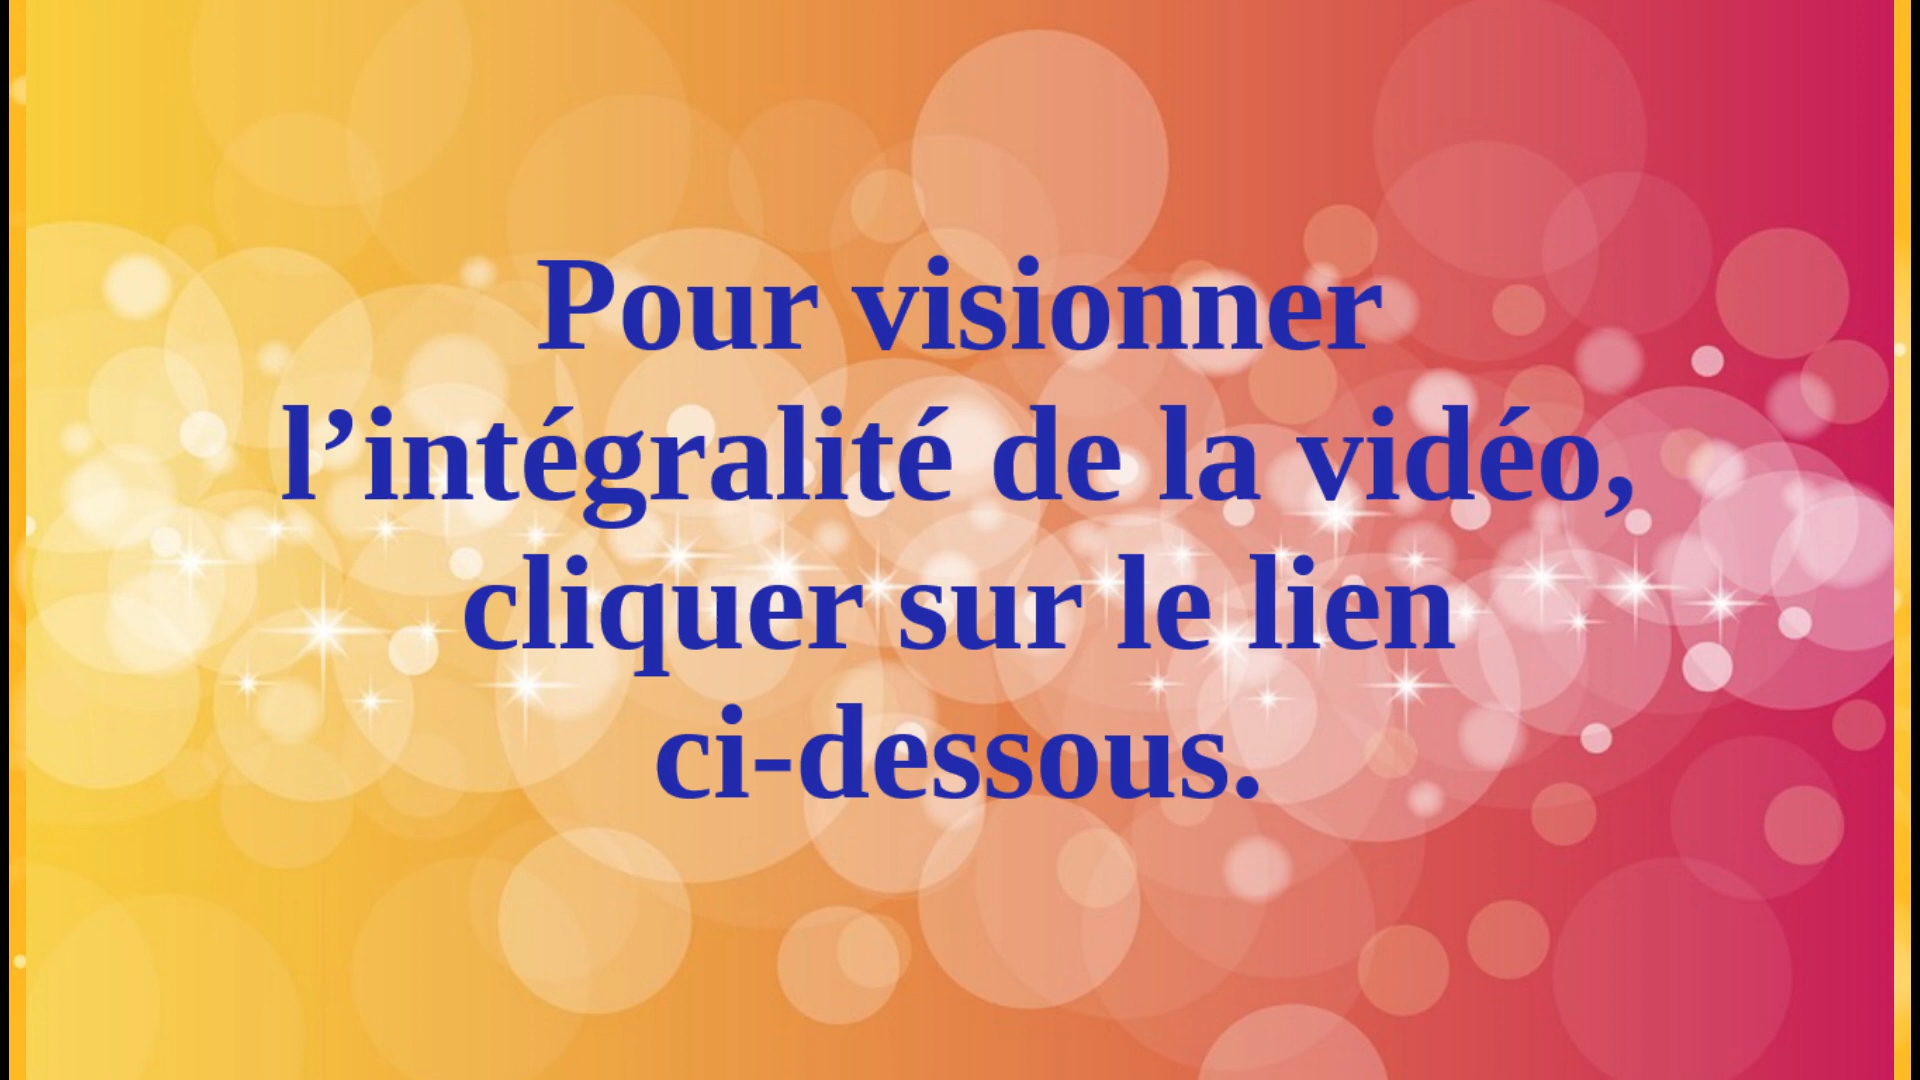 Pour visionner
l’intégralité de la vidéo,
cliquer sur le lien
ci-dessous.